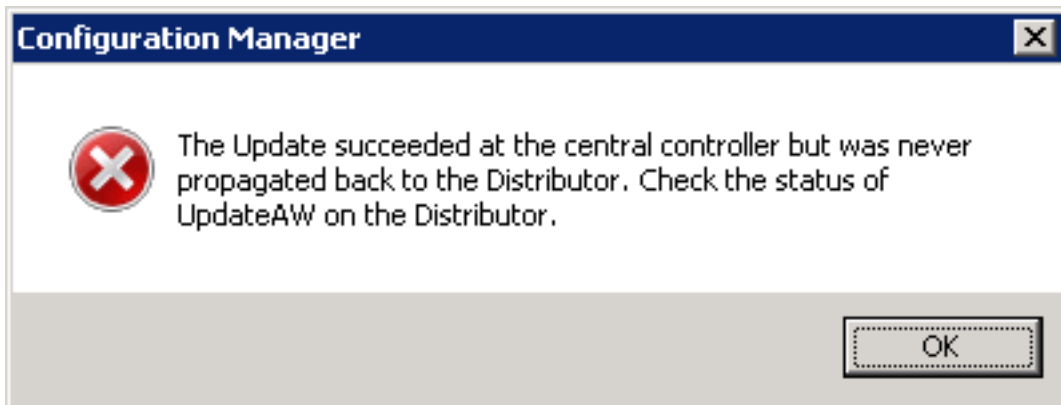 Configuration Manager
The Update succeeded at the central controller but was never
propagated back to the Distributor. Check the status of
UpdateAW on the Distributor.
OK